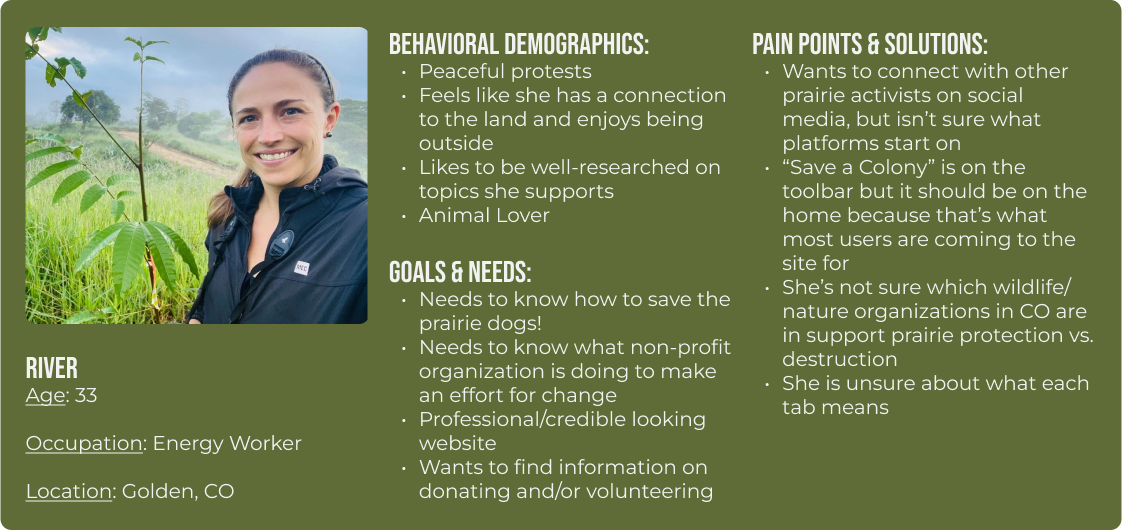 RIVER
Age: 33
Occupation: Energy Worker
Location: Golden, CO
BEHAVIORAL DEMOGRAPHICS:
• Peaceful protests
• Feels like she has a connection
to the land and enjoys being
outside
• Likes to be well-researched on
topics she supports
• Animal Lover
GOALS & NEEDS:
• Needs to know how to save the
prairie dogs!
• Needs to know what non-profit
organization is doing to make
an effort for change
• Professional/credible looking
website
• Wants to find information on
donating and/or volunteering
PAIN POINTS & SOLUTIONS:
• Wants to connect with other
prairie activists on social
media, but isn’t sure what
platforms start on
• “Save a Colony” is on the
toolbar but it should be on the
home because that’s what
most users are coming to the
site for
• She’s not sure which wildlife/
nature organizations in CO are
in support prairie protection vs.
destruction
• She is unsure about what each
tab means